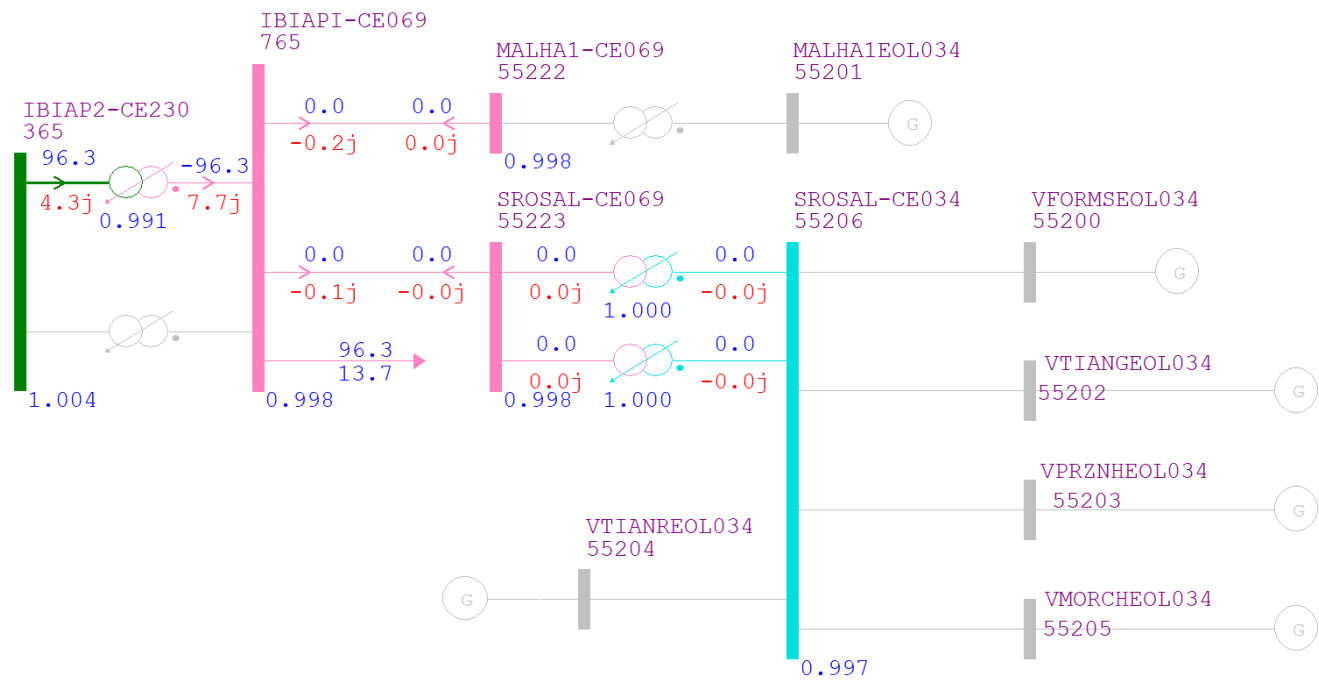 IBIAPI-CE069
765
MALHA1-CE069
55222
MALHA1EOL034
55201
IBIAP2-CE230
365
0.0 0.0
-0.2j 0.0j
G
96.3 -96.3
4.3j 7.7j
0.991
0.998
SROSAL-CE069
55223
SROSAL-CE034
55206
VFORMSEOL034
55200
0.0 0.0 0.0 0.0
-0.1j -0.0j 0.0j -0.0j
1.000
G
96.3
13.7
0.0 0.0
0.0j -0.0j
1.004
0.998
0.998
1.000
VTIANGEOL034
55202
G
VPRZNHEOL034
55203
G
VTIANREOL034
55204
G
VMORCHEOL034
55205
G
0.997